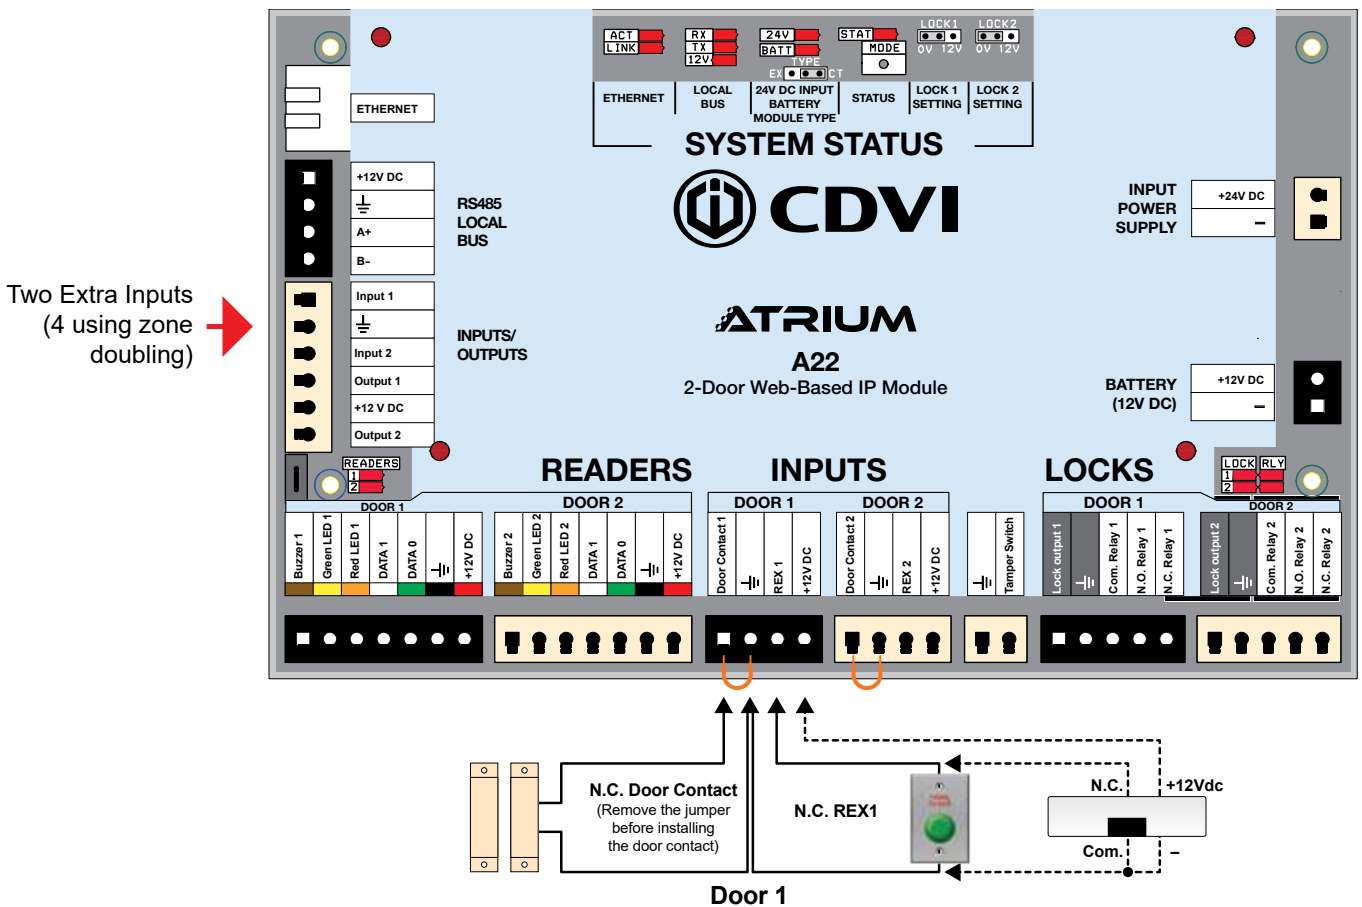 ACT
LINK
RX
TX
12V
24V
BATT
TYPE
EX
CT
STAT
MODE
LOCK1
0V 12V
LOCK2
0V 12V
ETHERNET
LOCAL
BUS
24V DC INPUT
BATTERY
MODULE TYPE
STATUS
LOCK 1
SETTING
LOCK 2
SETTING
SYSTEM STATUS
CDVI
ATRIUM
A22
2-Door Web-Based IP Module
ETHERNET
+12V DC
A+
B-
RS485
LOCAL
BUS
Two Extra Inputs
(4 using zone
doubling)
Input 1
Input 2
Output 1
+12 V DC
Output 2
INPUTS/
OUTPUTS
INPUT
POWER
SUPPLY
+24V DC
–
BATTERY
(12V DC)
+12V DC
–
READERS
1
2
LOCK RLY
1
2
READERS
INPUTS
LOCKS
DOOR 1
DOOR 2
DOOR 1
DOOR 2
DOOR 1
DOOR 2
Buzzer 1
Green LED 1
Red LED 1
DATA 1
DATA 0
+12V DC
Buzzer 2
Green LED 2
Red LED 2
DATA 1
DATA 0
+12V DC
Door Contact 1
REX 1
+12V DC
Door Contact 2
REX 2
+12V DC
Tamper Switch
Lock output 1
Com. Relay 1
N.O. Relay 1
N.C. Relay 1
Lock output 2
Com. Relay 2
N.O. Relay 2
N.C. Relay 2
N.C. Door Contact
(Remove the jumper
before installing
the door contact)
N.C. REX1
N.C.
+12Vdc
Com.
–
Door 1